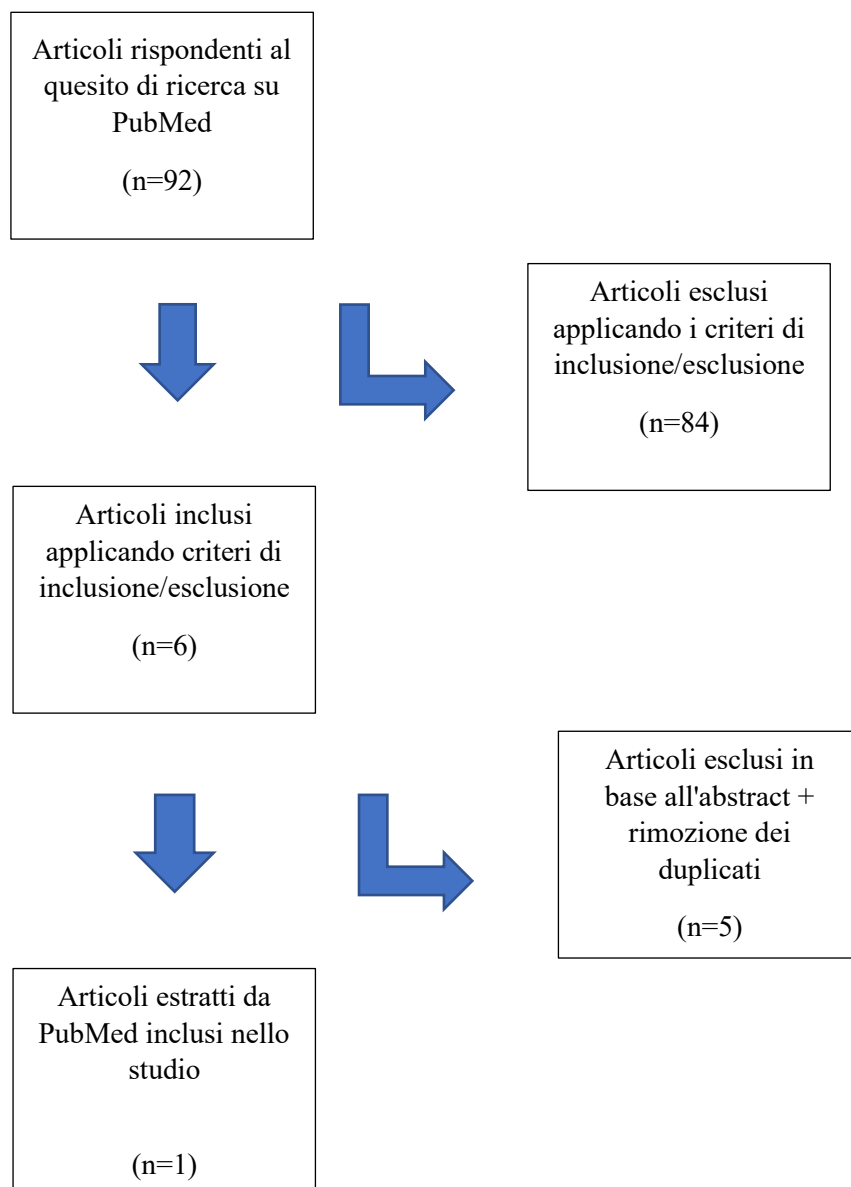 Articoli rispondenti al
quesito di ricerca su
PubMed
(n=92)
Articoli esclusi
applicando i criteri di
inclusione/esclusione
(n=84)
Articoli inclusi
applicando criteri di
inclusione/esclusione
(n=6)
Articoli esclusi in
base all'abstract +
rimozione dei
duplicati
(n=5)
Articoli estratti da
PubMed inclusi nello
studio
(n=1)